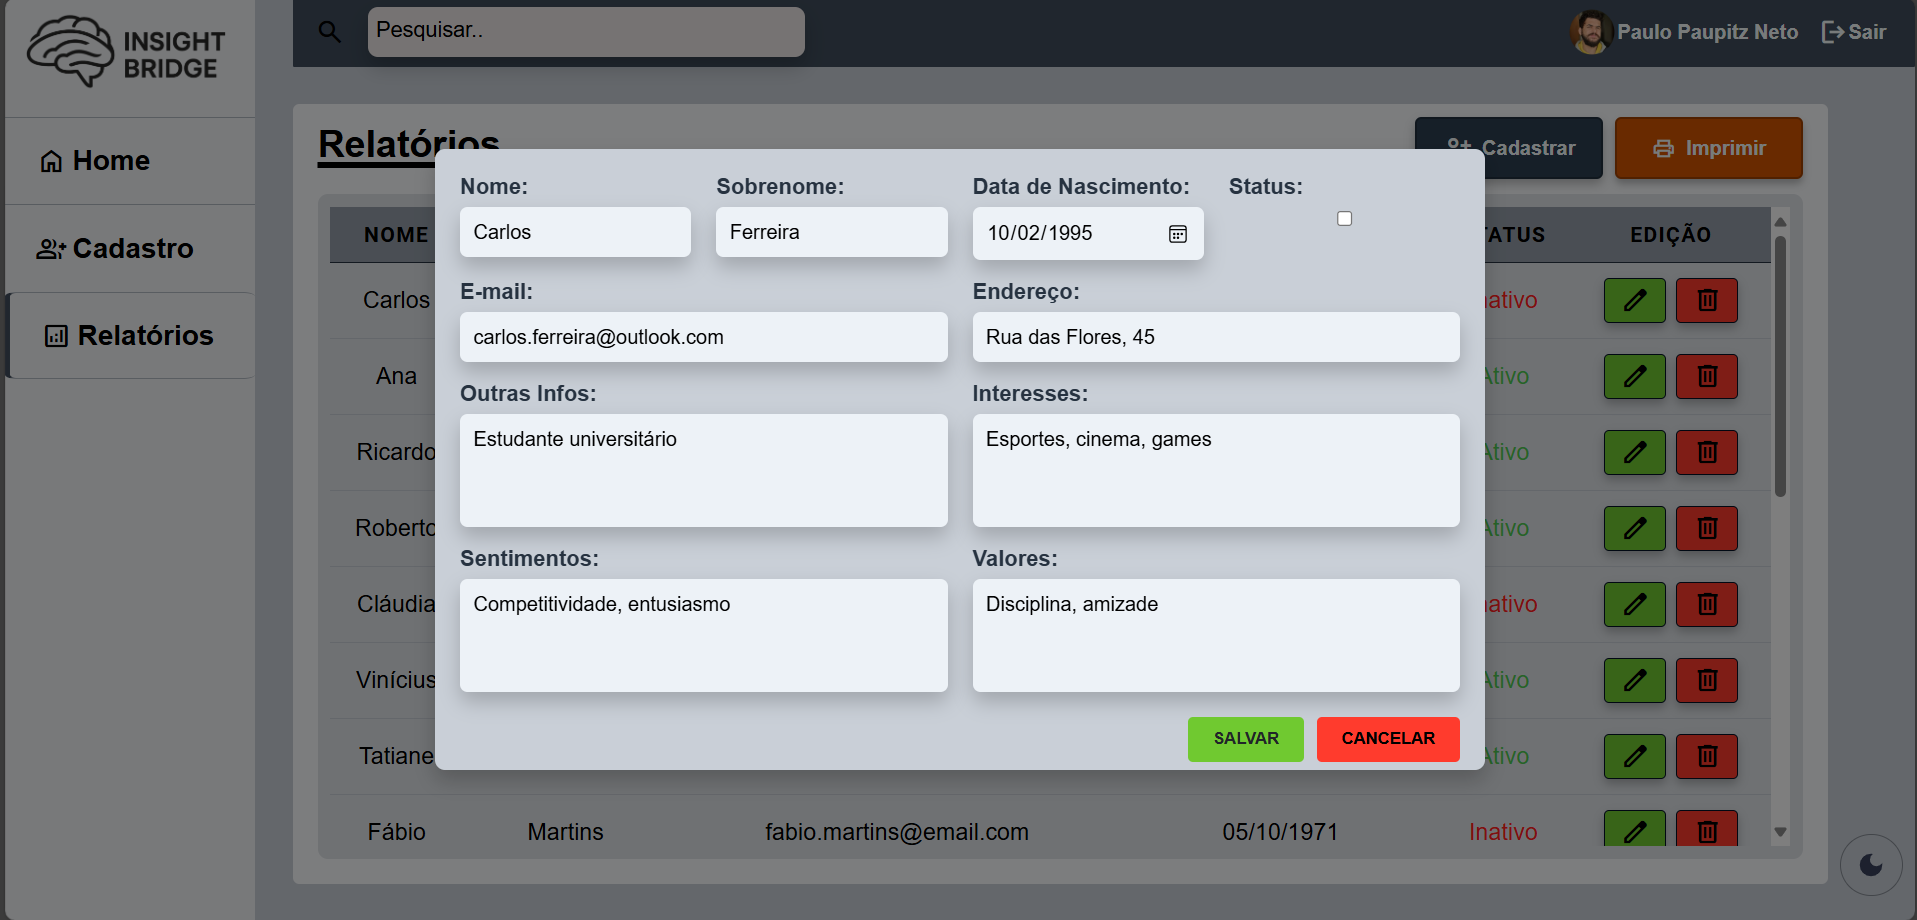 INSIGHT
BRIDGE
Pesquisar..
Paulo Paupitz Neto
Sair
Home
Cadastro
Relatórios
Relatórios
Cadastrar
Imprimir
NOME
EDIÇÃO
Nome:
Sobrenome:
Data de Nascimento:
Status:
Carlos
Ferreira
10/02/1995
E-mail:
Endereço:
carlos.ferreira@outlook.com
Rua das Flores, 45
Outras Infos:
Interesses:
Estudante universitário
Esportes, cinema, games
Sentimentos:
Valores:
Competitividade, entusiasmo
Disciplina, amizade
SALVAR
CANCELAR
Carlos
Ana
Ativo
Ricardo
Ativo
Roberto
Ativo
Cláudia
Vinícius
Ativo
Tatiane
Ativo
Fábio Martins fabio.martins@email.com 05/10/1971 Inativo